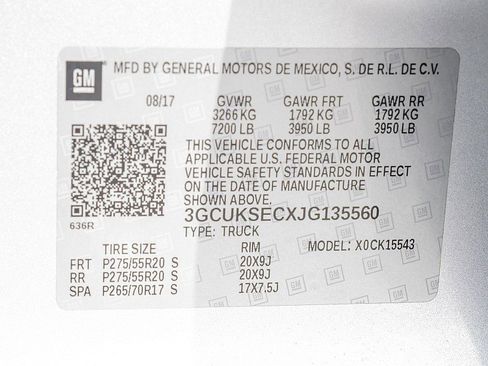 GM MFD BY GENERAL MOTORS DE MEXICO, S. DE R.L. DE C.V.
08/17 GVWR GAWR FRT GAWR RR
3266 KG 1792 KG 1792 KG
7200 LB 3950 LB 3950 LB
THIS VEHICLE CONFORMS TO ALL
APPLICABLE U.S. FEDERAL MOTOR
VEHICLE SAFETY STANDARDS IN EFFECT
ON THE DATE OF MANUFACTURE
SHOWN ABOVE.
3GCUKSECXJG135560
636R TYPE: TRUCK
TIRE SIZE RIM MODEL: X0CK15543
FRT P275/55R20 S 20X9J
RR P275/55R20 S 20X9J
SPA P265/70R17 S 17X7.5J